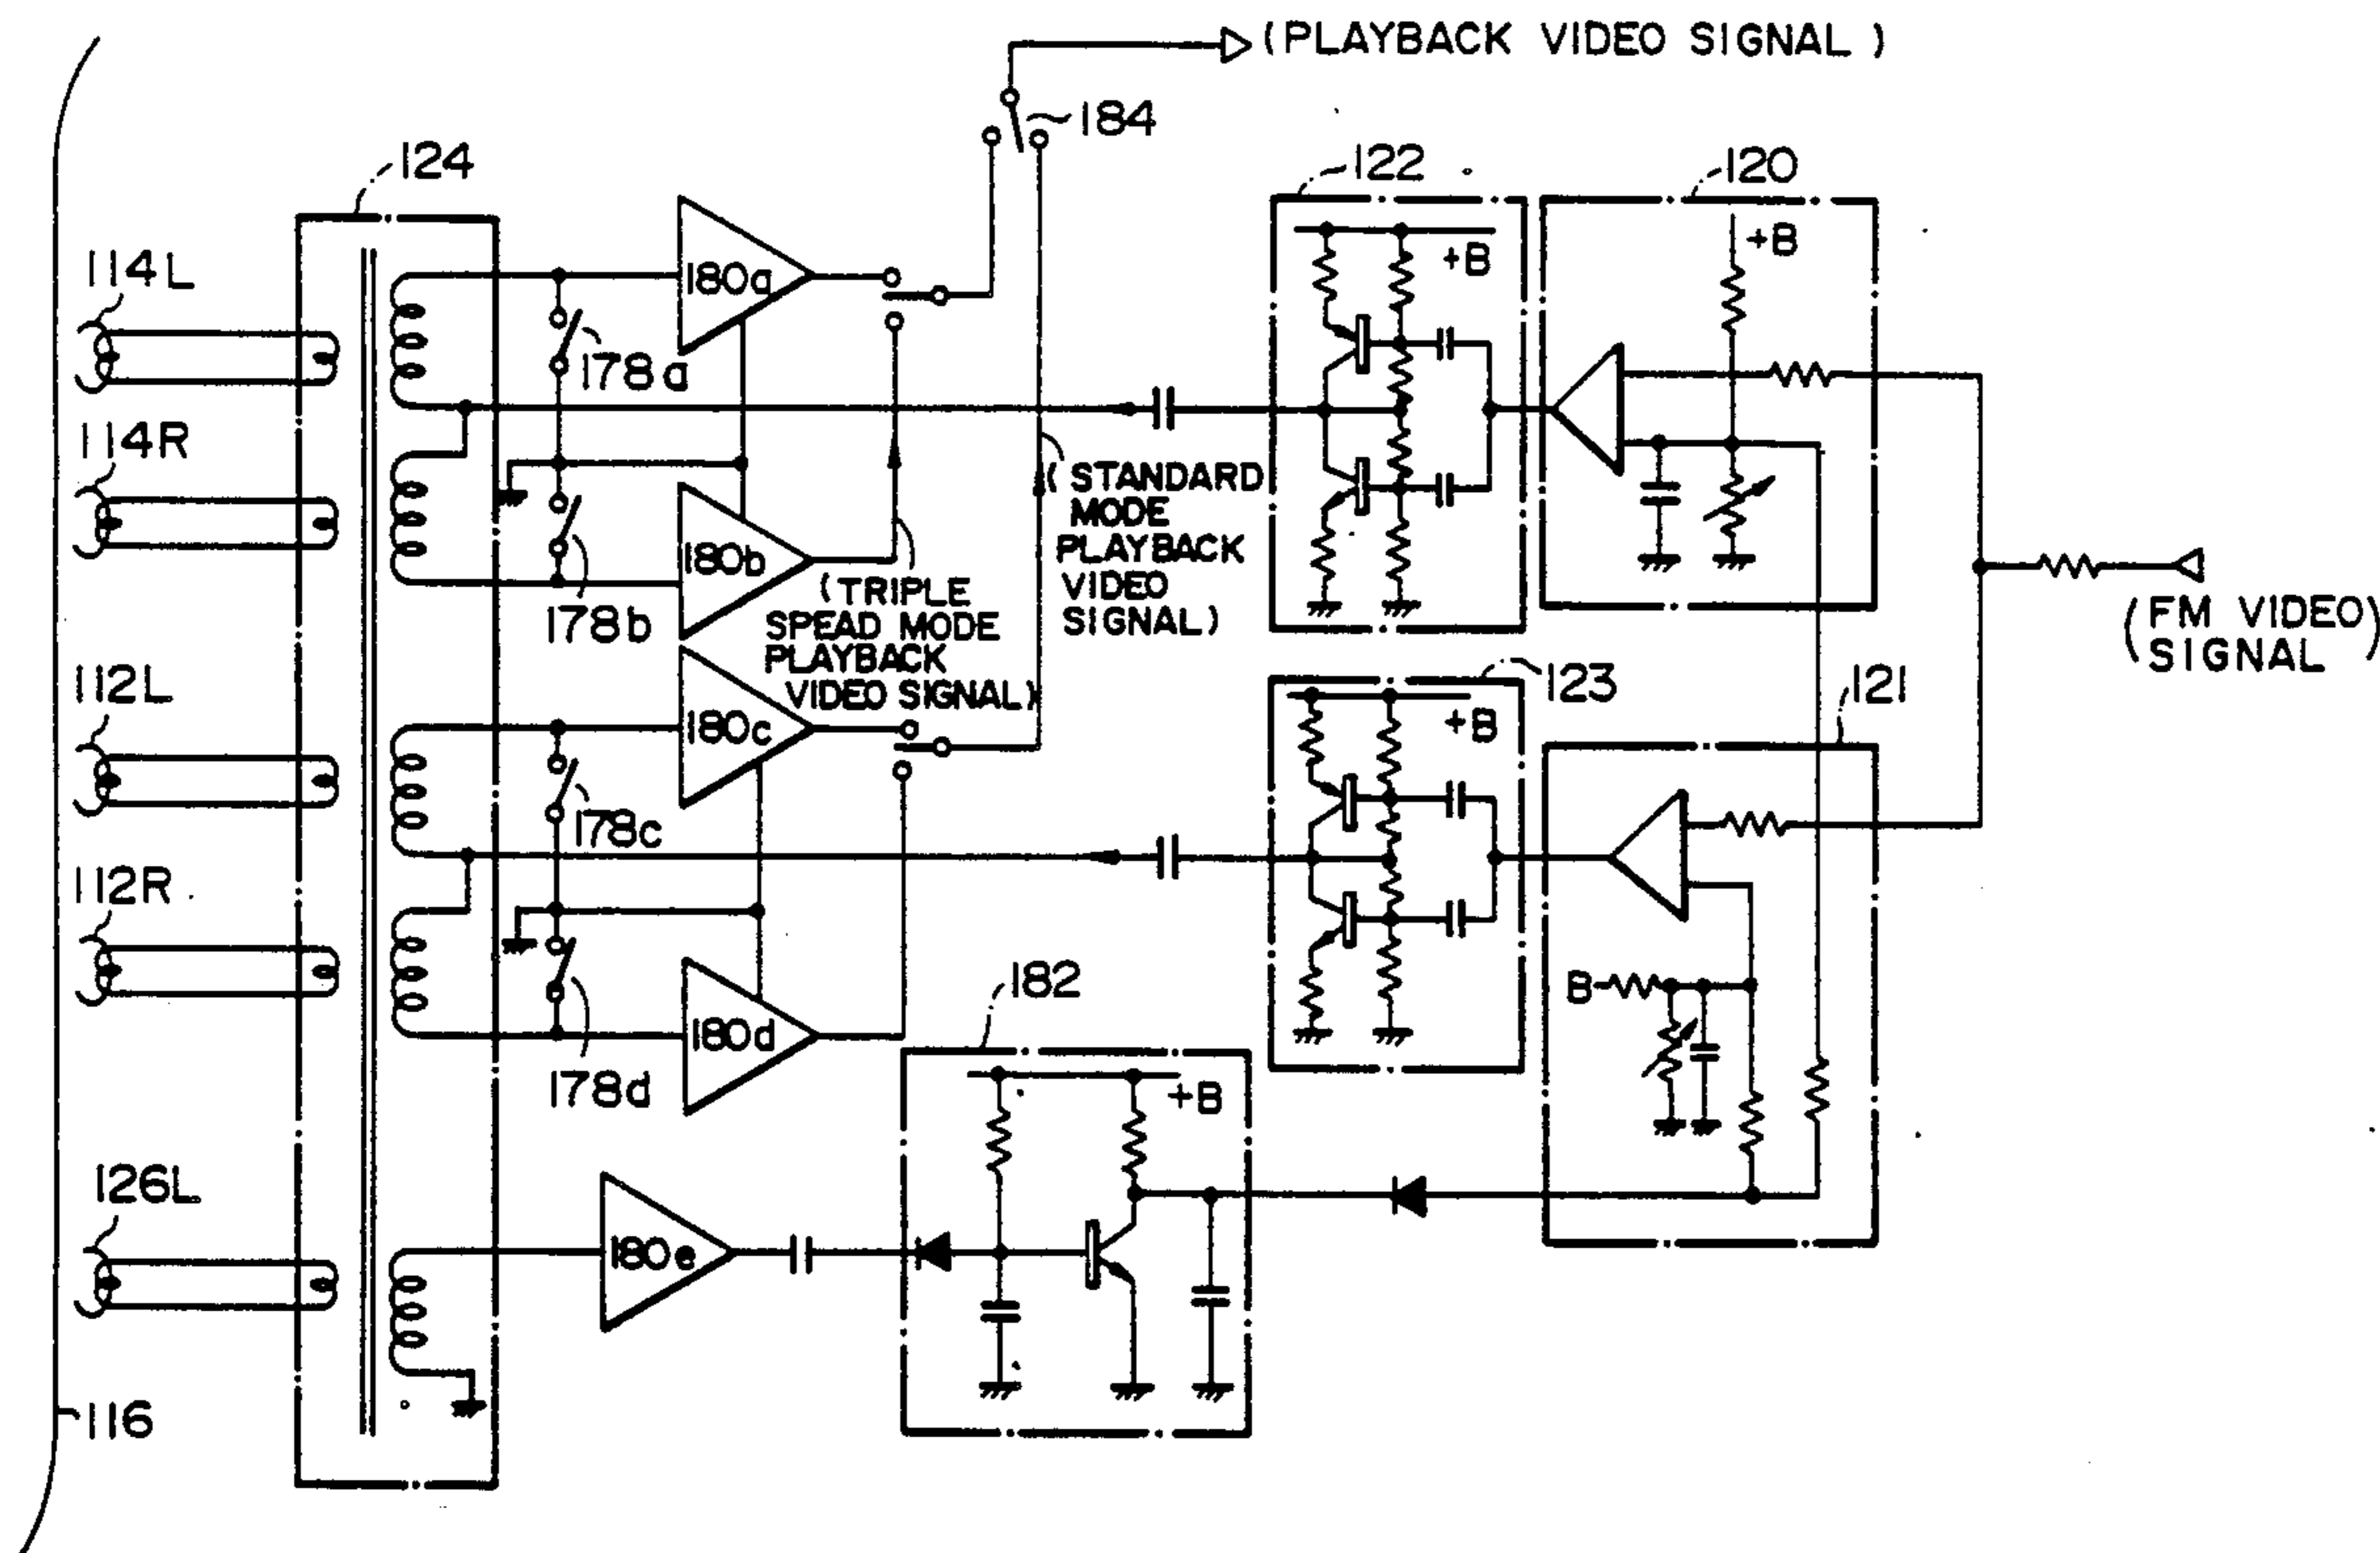 (PLAYBACK VIDEO SIGNAL)
184
124
122
120
+B
+B
114L
180a
178a
114R
(STANDARD
MODE
PLAYBACK
VIDEO
SIGNAL)
180b
178b
(TRIPLE
SPEAD MODE
PLAYBACK
VIDEO SIGNAL)
(FM VIDEO)
(SIGNAL
112L
180c
123
121
+B
178c
112R
182
B
180d
178d
+B
126L
180e
116